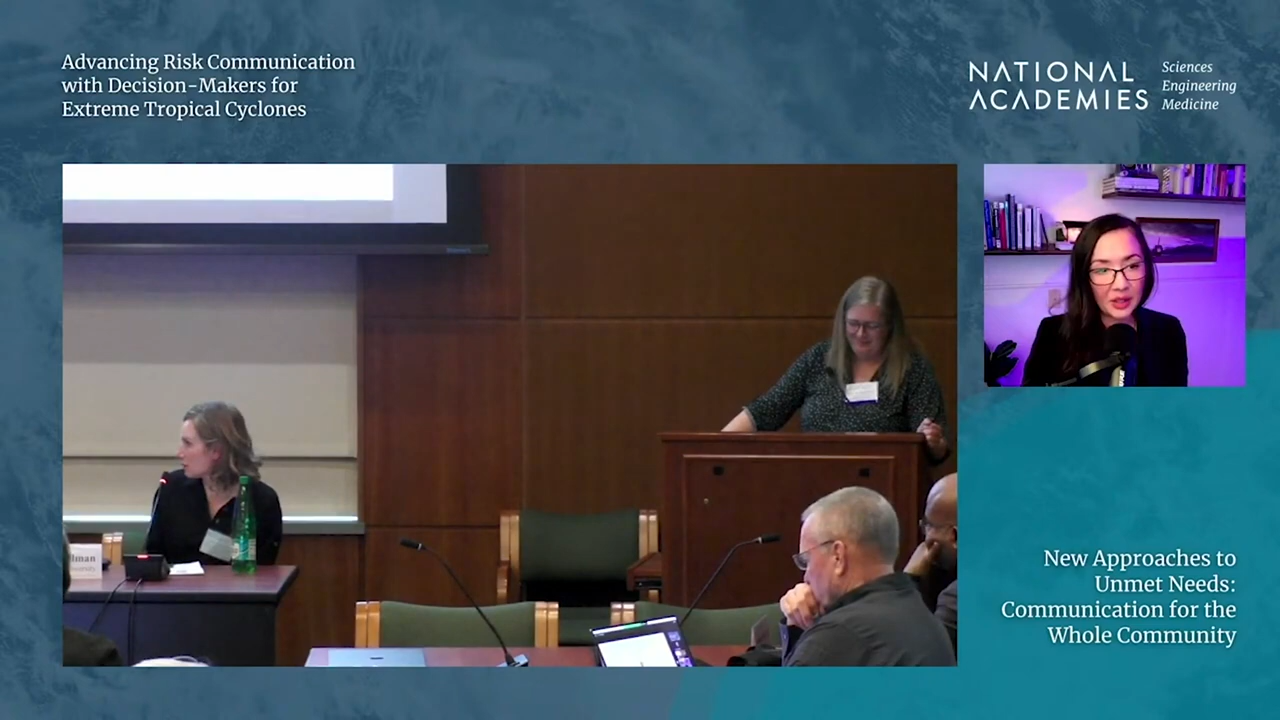 Advancing Risk Communication
with Decision-Makers for
Extreme Tropical Cyclones
NATIONAL
ACADEMIES
Sciences
Engineering
Medicine
New Approaches to
Unmet Needs:
Communication for the
Whole Community